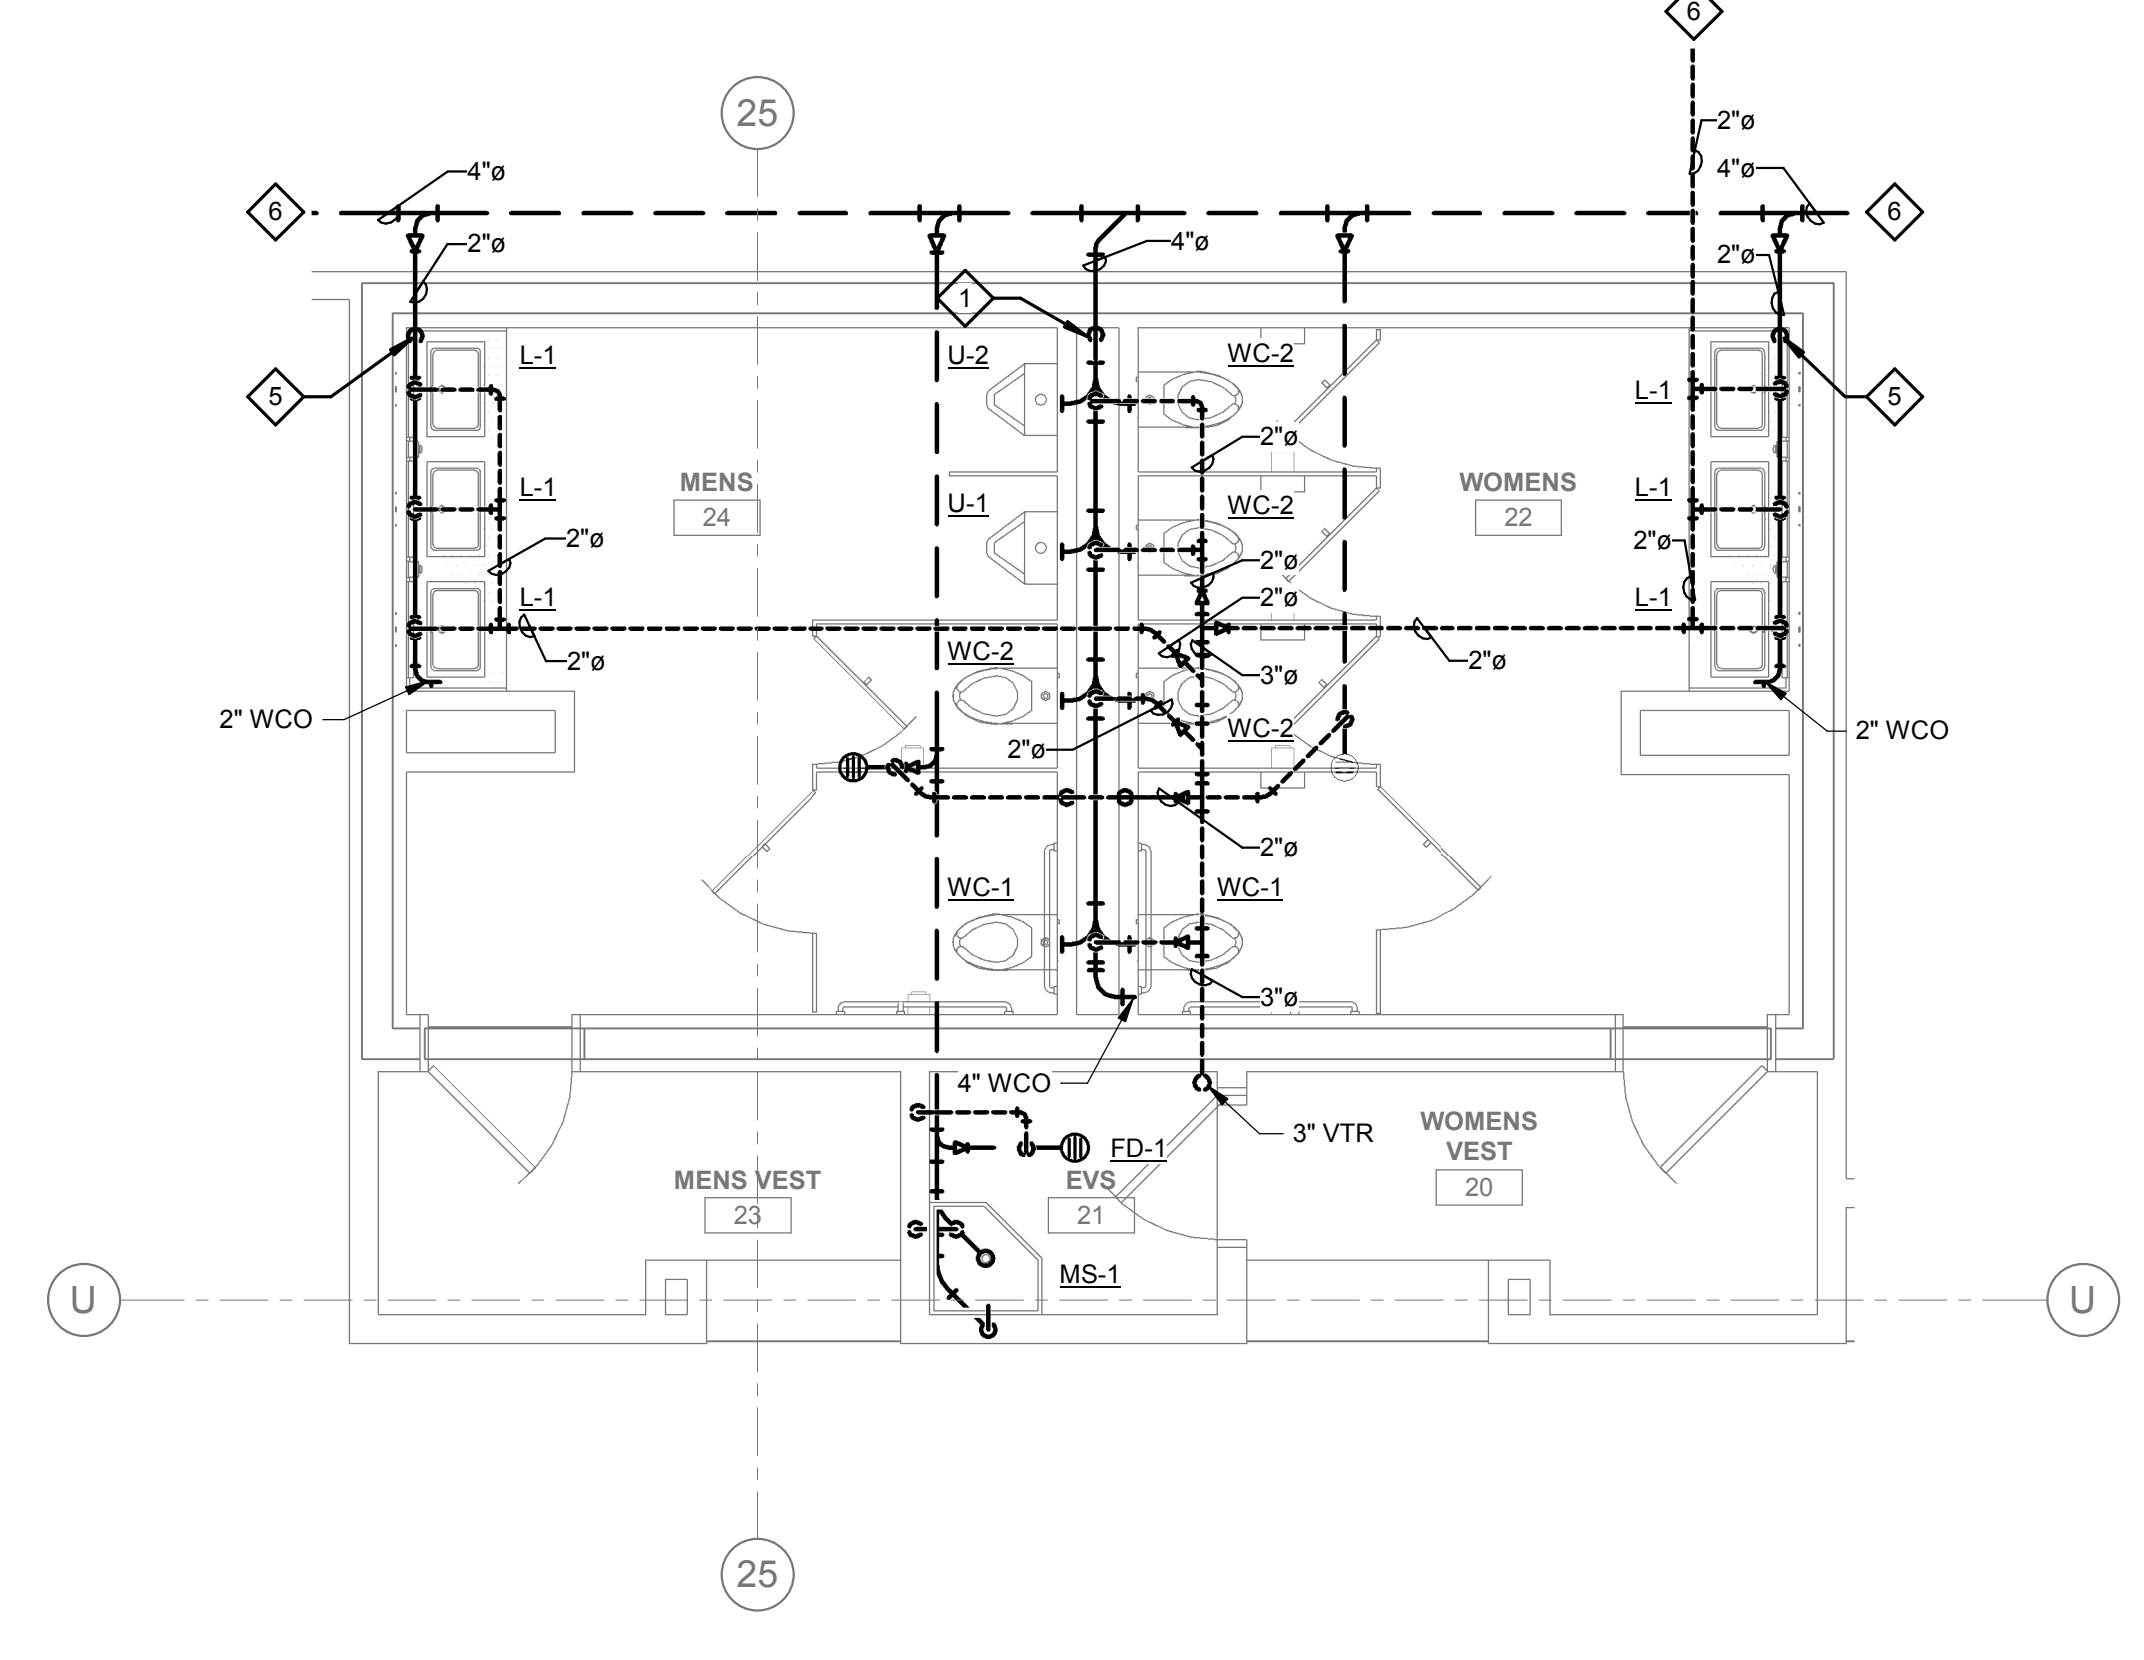 6
25
2"ø
4"ø
4"ø
6
6
2"ø
4"ø
2"ø
1
5
L-1
U-2
WC-2
L-1
5
2"ø
MENS
24
L-1
U-1
WC-2
WOMENS
22
L-1
2"ø
2"ø
2"ø
2"ø
L-1
L-1
2"ø
WC-2
3"ø
2"ø
2" WCO
2"ø
WC-2
2" WCO
2"ø
WC-1
WC-1
3"ø
4" WCO
3" VTR
WOMENS
VEST
20
FD-1
MENS VEST
23
EVS
21
MS-1
U
U
25